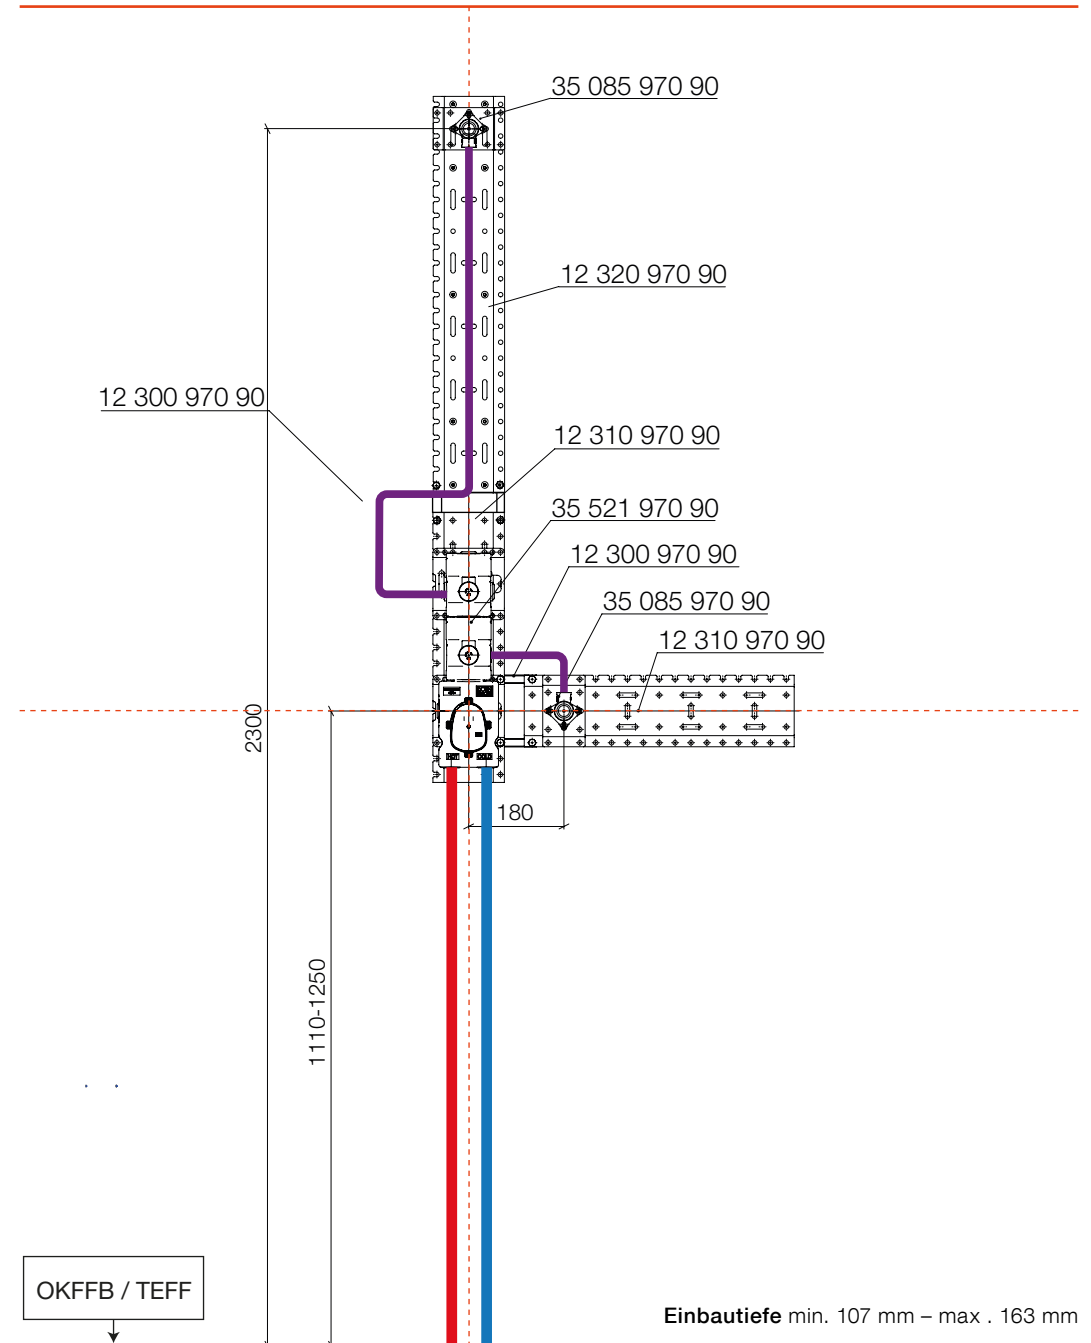 35 085 970 90
12 320 970 90
12 300 970 90
12 310 970 90
35 521 970 90
12 300 970 90
35 085 970 90
12 310 970 90
2300
HOT
COLD
180
1110-1250
OKFFB / TEFF
Einbautiefe min. 107 mm – max . 163 mm